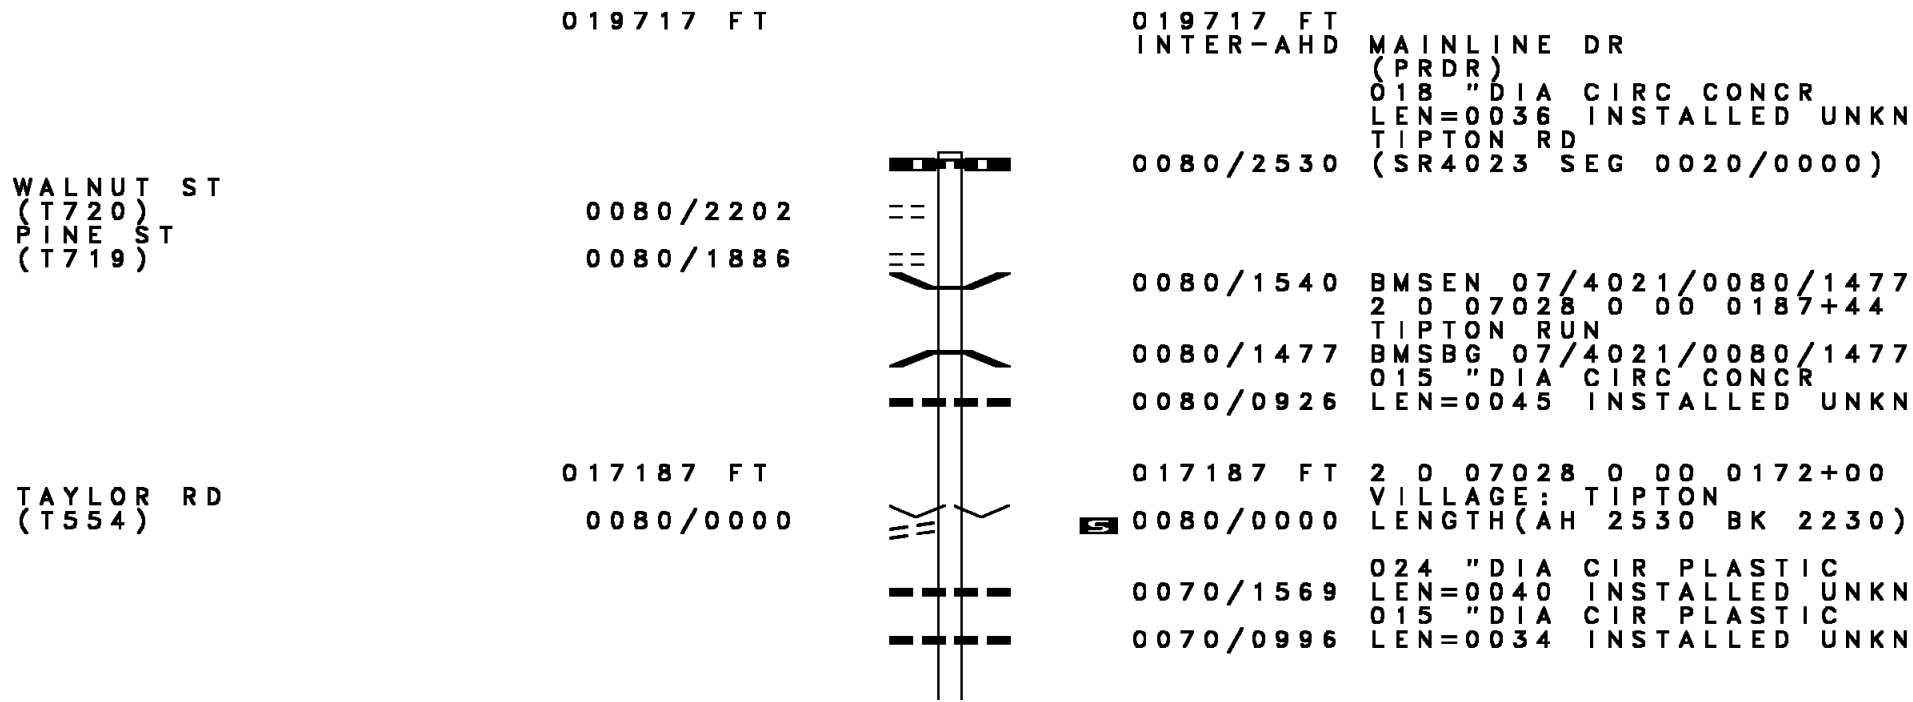 019717 FT 019717 FT
INTER-AHD MAINLINE DR
(PRDR)
018 "DIA CIRC CONCR
LEN=0036 INSTALLED UNKN
TIPTON RD
0080/2530 (SR4023 SEG 0020/0000)
WALNUT ST
(T720) 0080/2202
PINE ST
(T719) 0080/1886
0080/1540 BMSEN 07/4021/0080/1477
2 0 07028 0 00 0187+44
TIPTON RUN
0080/1477 BMSBG 07/4021/0080/1477
015 "DIA CIRC CONCR
0080/0926 LEN=0045 INSTALLED UNKN
017187 FT 017187 FT 2 0 07028 0 00 0172+00
TAYLOR RD VILLAGE: TIPTON
(T554) 0080/0000 S 0080/0000 LENGTH(AH 2530 BK 2230)
024 "DIA CIR PLASTIC
0070/1569 LEN=0040 INSTALLED UNKN
015 "DIA CIR PLASTIC
0070/0996 LEN=0034 INSTALLED UNKN